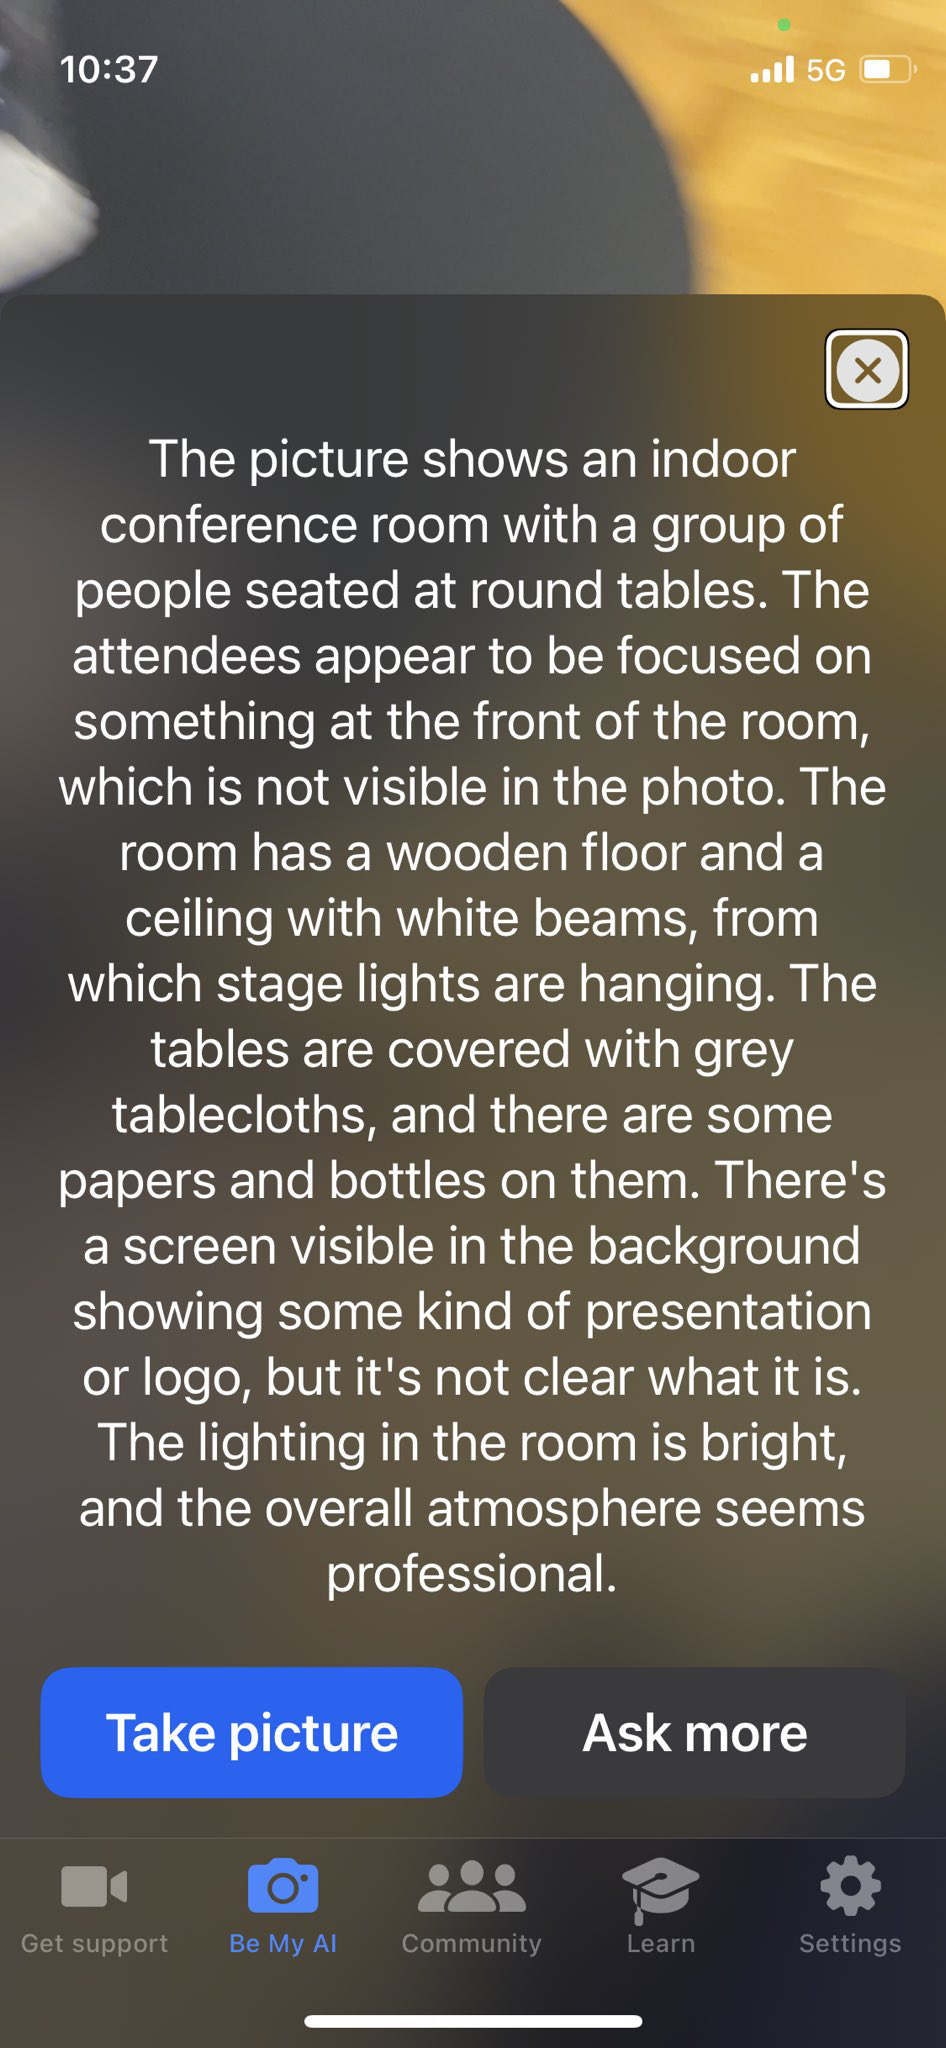 10:37
5G
The picture shows an indoor
conference room with a group of
people seated at round tables. The
attendees appear to be focused on
something at the front of the room,
which is not visible in the photo. The
room has a wooden floor and a
ceiling with white beams, from
which stage lights are hanging. The
tables are covered with grey
tablecloths, and there are some
papers and bottles on them. There's
a screen visible in the background
showing some kind of presentation
or logo, but it's not clear what it is.
The lighting in the room is bright,
and the overall atmosphere seems
professional.
Take picture
Ask more
Get support
Be My AI
Community
Learn
Settings